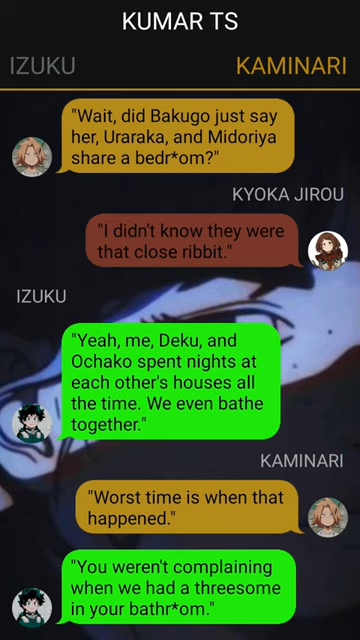 KUMAR TS
IZUKU
KAMINARI
"Wait, did Bakugo just say
her, Uraraka, and Midoriya
share a bedr*om?"
KYOKA JIROU
"I didn't know they were
that close ribbit."
IZUKU
"Yeah, me, Deku, and
Ochako spent nights at
each other's houses all
the time. We even bathe
together."
KAMINARI
"Worst time is when that
happened."
"You weren't complaining
when we had a threesome
in your bathr*om."